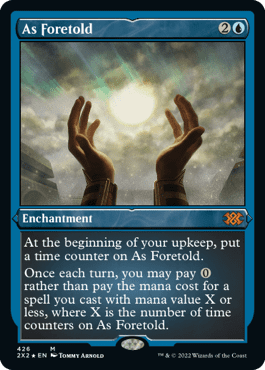 As Foretold 2
Enchantment
At the beginning of your upkeep, put
a time counter on As Foretold.
Once each turn, you may pay 0
rather than pay the mana cost for a
spell you cast with mana value X or
less, where X is the number of time
counters on As Foretold.
426 M
2X2 ★ EN TOMMY ARNOLD
™ & © 2022 Wizards of the Coast